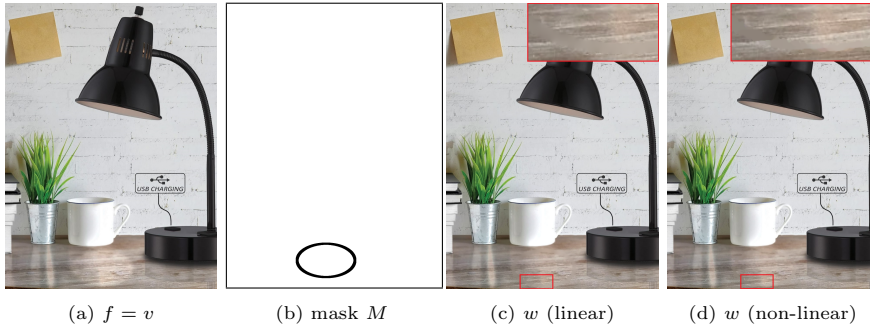 USB CHARGING
USB CHARGING
USB CHARGING
(a) f = v
(b) mask M
(c) w (linear)
(d) w (non-linear)